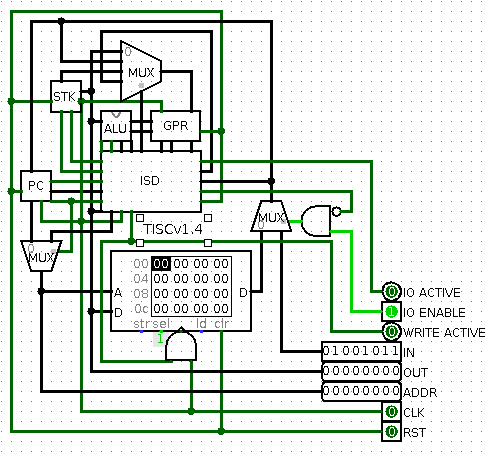 0
MUX
STK
ALU
GPR
ISD
PC
MUX
0
TISCv1.4
0
MUX
00 00 00 00 00
04 00 00 00 00
08 00 00 00 00
0c 00 00 00 00
A
D
D
str sel ld clr
1
0 IO ACTIVE
1 IO ENABLE
0 WRITE ACTIVE
01001011 IN
00000000 OUT
00000000 ADDR
0 CLK
0 RST